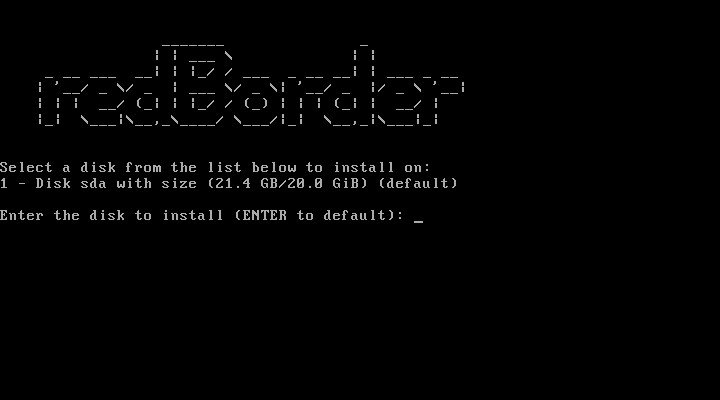 redBorder
Select a disk from the list below to install on:
1 - Disk sda with size (21.4 GB/20.0 GiB) (default)
Enter the disk to install (ENTER to default): _